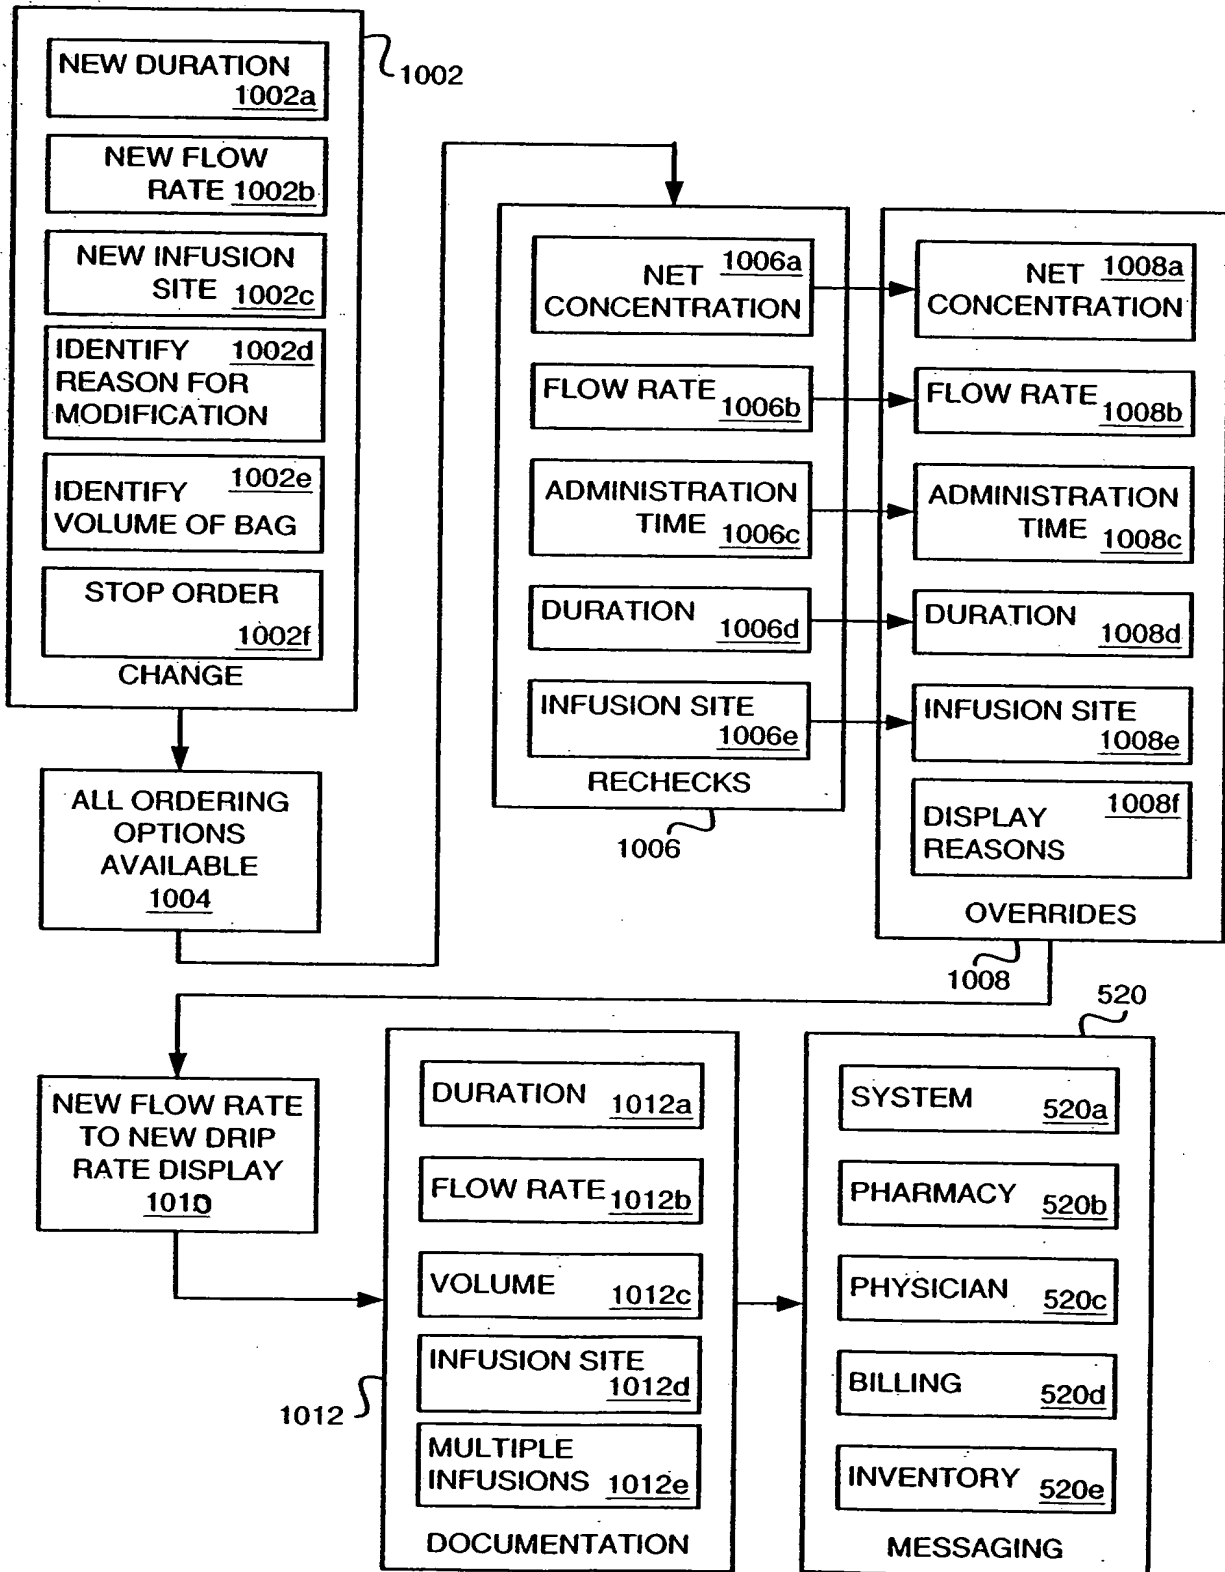 NEW DURATION
1002a
NEW FLOW
RATE 1002b
NEW INFUSION
SITE 1002c
IDENTIFY 1002d
REASON FOR
MODIFICATION
1002e
IDENTIFY
VOLUME OF BAG
STOP ORDER
1002f
CHANGE
1002
ALL ORDERING
OPTIONS
AVAILABLE
1004
1006a
NET
CONCENTRATION
FLOW RATE
1006b
ADMINISTRATION
TIME 1006c
DURATION
1006d
INFUSION SITE
1006e
RECHECKS
1006
NET 1008a
CONCENTRATION
FLOW RATE
1008b
ADMINISTRATION
TIME
1008c
DURATION
1008d
INFUSION SITE
1008e
1008f
DISPLAY
REASONS
OVERRIDES
1008
NEW FLOW RATE
TO NEW DRIP
RATE DISPLAY
1010
DURATION
1012a
FLOW RATE 1012b
VOLUME 1012c
INFUSION SITE
1012d
MULTIPLE
INFUSIONS 1012e
DOCUMENTATION
1012
520
SYSTEM
520a
PHARMACY
520b
PHYSICIAN
520c
BILLING
520d
INVENTORY
520e
MESSAGING